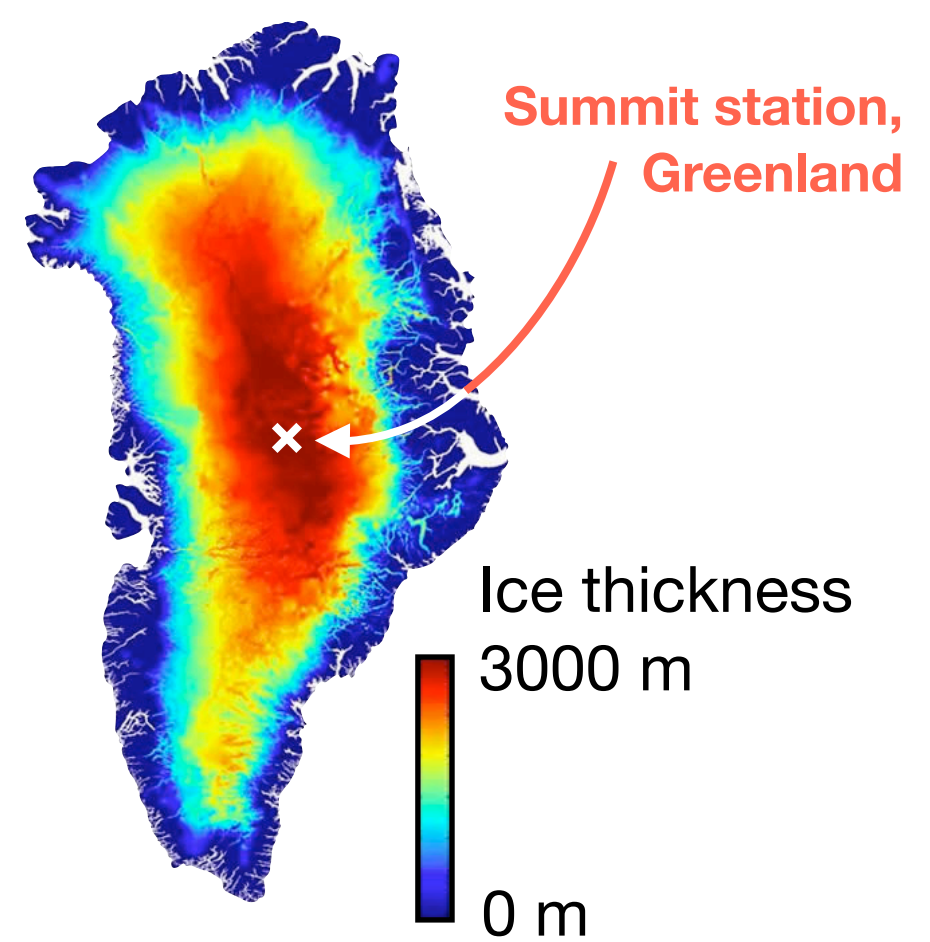 Summit station,
Greenland
Ice thickness
3000 m
0 m